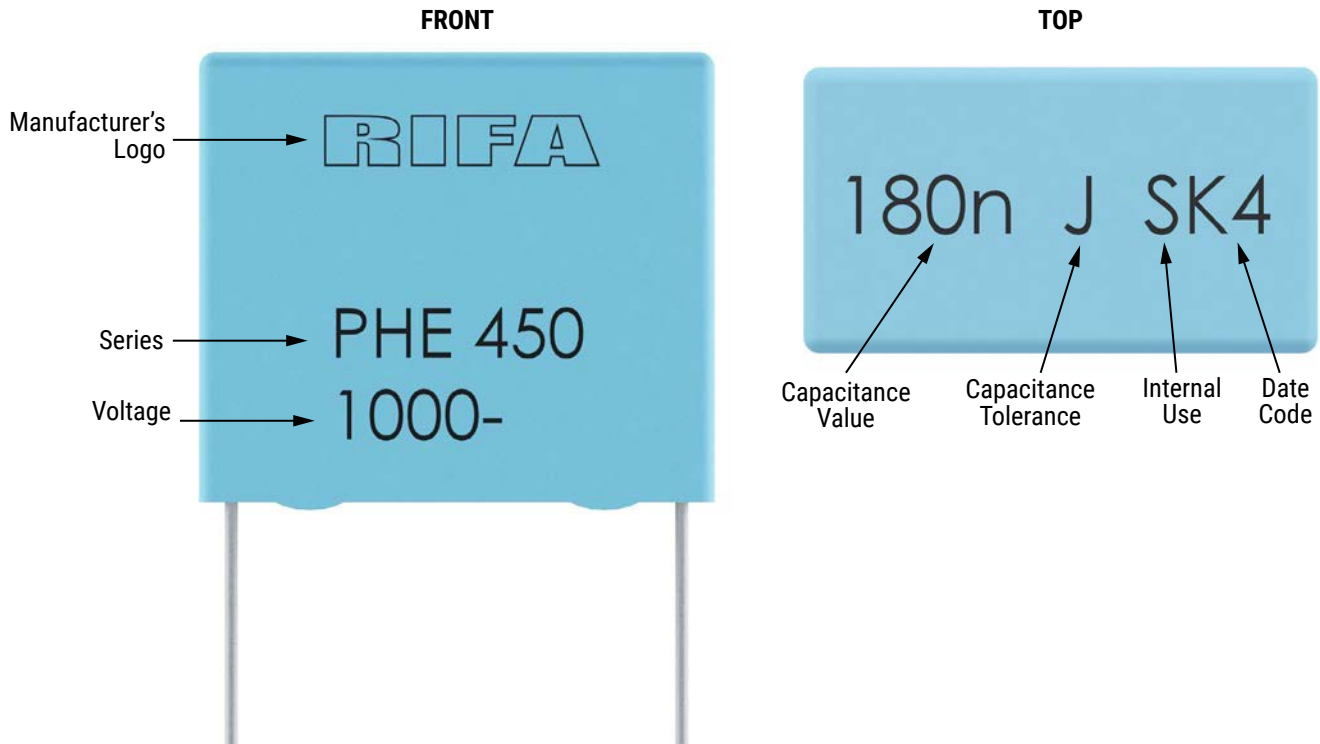 FRONT
Manufacturer's
Logo
RIFA
Series
PHE 450
Voltage
1000-
TOP
180n J SK4
Capacitance
Value
Capacitance
Tolerance
Internal
Use
Date
Code